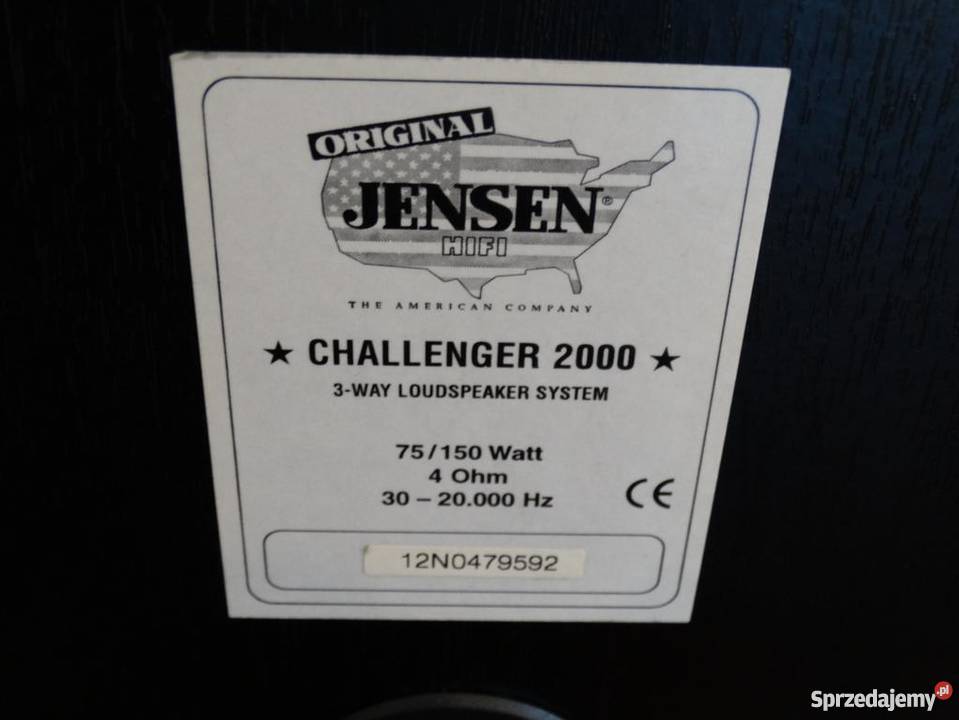 ORIGINAL
JENSEN®
HIFI
THE AMERICAN COMPANY
★ CHALLENGER 2000 ★
3-WAY LOUDSPEAKER SYSTEM
75/150 Watt
4 Ohm
30 – 20.000 Hz
CE
12N0479592
Sprzedajemy.pl